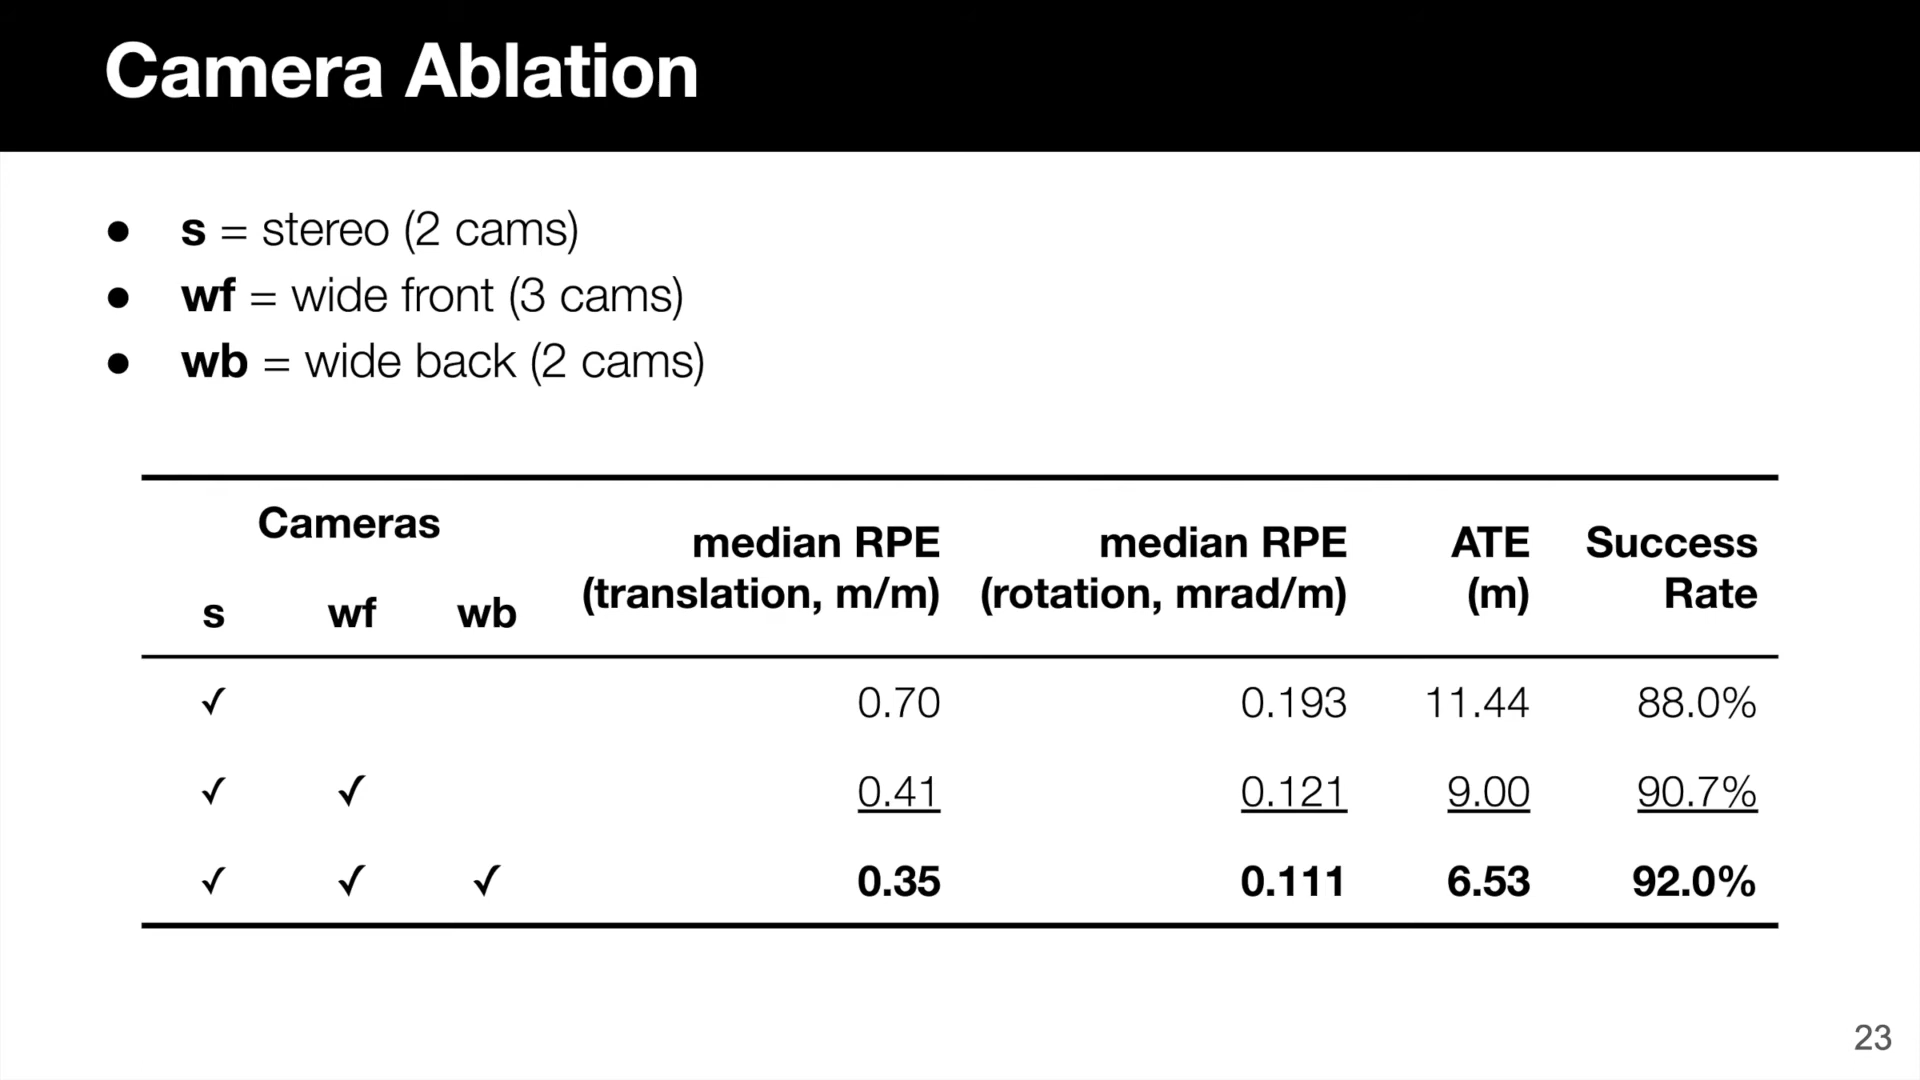 Camera Ablation
● s = stereo (2 cams)
● wf = wide front (3 cams)
● wb = wide back (2 cams)
Cameras
s wf wb
median RPE
(translation, m/m)
median RPE
(rotation, mrad/m)
ATE
(m)
Success
Rate
✓ 0.70 0.193 11.44 88.0%
✓ ✓ 0.41 0.121 9.00 90.7%
✓ ✓ ✓ 0.35 0.111 6.53 92.0%
23